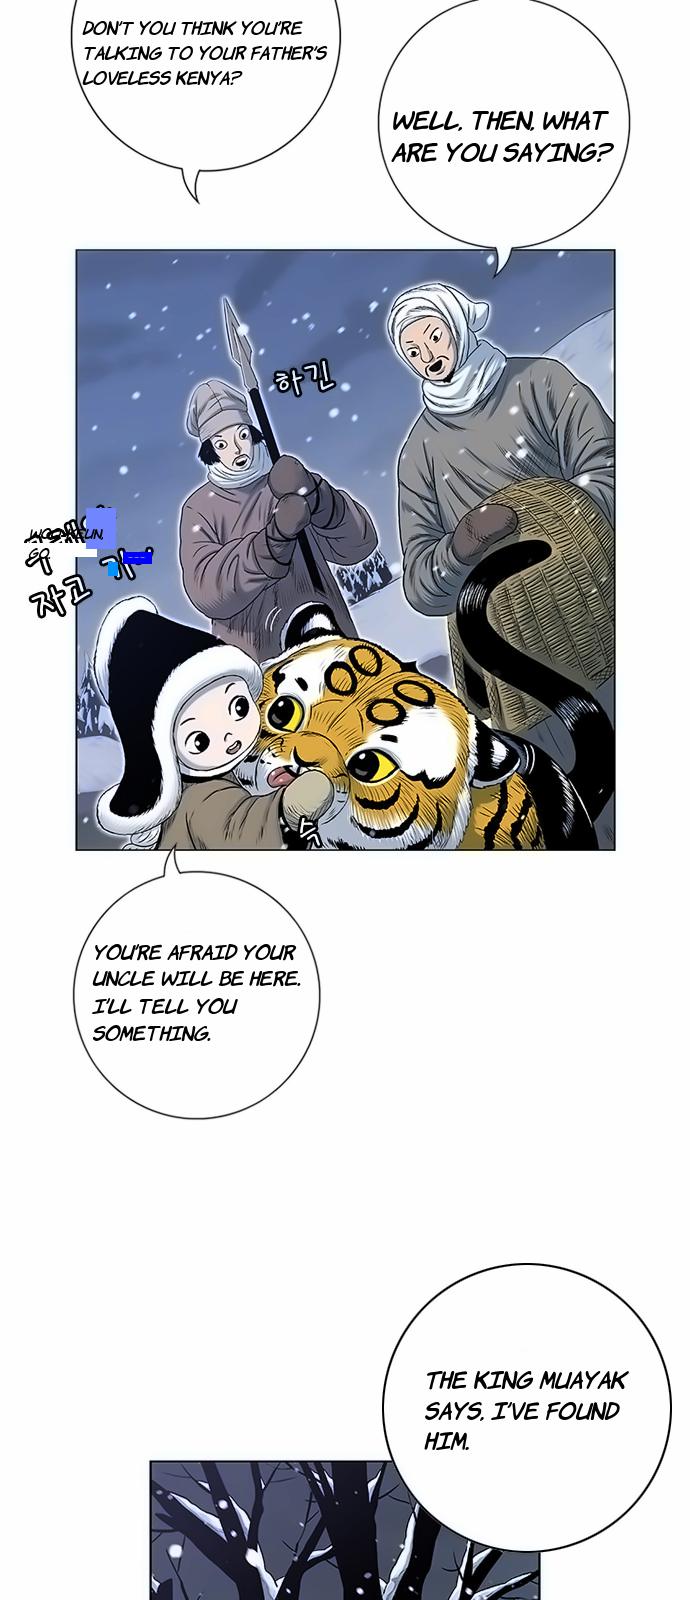 DON'T YOU THINK YOU'RE
TALKING TO YOUR FATHER'S
LOVELESS KENYA?
WELL, THEN, WHAT
ARE YOU SAYING?
하긴
GO.
자고
YOU'RE AFRAID YOUR
UNCLE WILL BE HERE.
I'LL TELL YOU
SOMETHING.
THE KING MUAYAK
SAYS, I'VE FOUND
HIM.